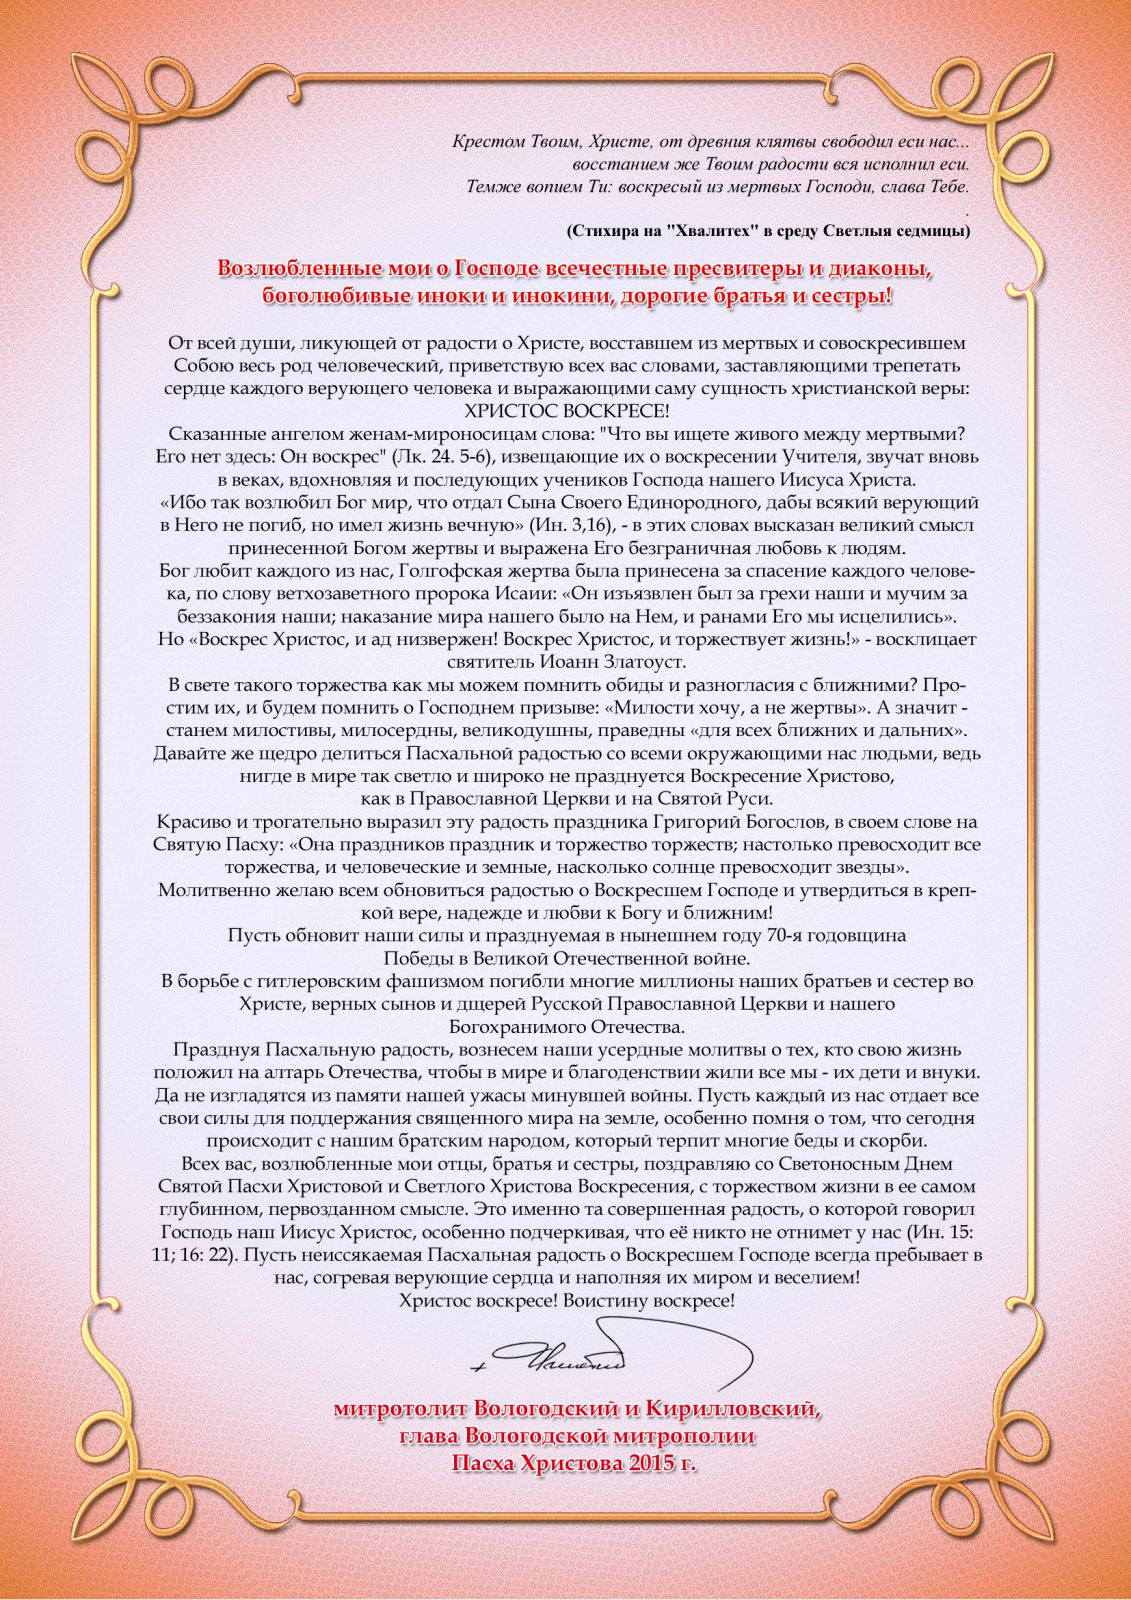 Крестом Твоим, Христе, от древния клятвы свободил еси нас...
восстанием же Твоим радости вся исполнил еси.
Темже вопием Ти: воскресый из мертвых Господи, слава Тебе.
.
(Стихира на "Хвалитех" в среду Светлыя седмицы)
Возлюбленные мои о Господе всечестные пресвитеры и диаконы,
боголюбивые иноки и инокини, дорогие братья и сестры!
От всей души, ликующей от радости о Христе, восставшем из мертвых и совоскресившем
Собою весь род человеческий, приветствую всех вас словами, заставляющими трепетать
сердце каждого верующего человека и выражающими саму сущность христианской веры:
ХРИСТОС ВОСКРЕСЕ!
Сказанные ангелом женам-мироносицам слова: "Что вы ищете живого между мертвыми?
Его нет здесь: Он воскрес" (Лк. 24. 5-6), извещающие их о воскресении Учителя, звучат вновь
в веках, вдохновляя и последующих учеников Господа нашего Иисуса Христа.
«Ибо так возлюбил Бог мир, что отдал Сына Своего Единородного, дабы всякий верующий
в Него не погиб, но имел жизнь вечную» (Ин. 3,16), - в этих словах высказан великий смысл
принесенной Богом жертвы и выражена Его безграничная любовь к людям.
Бог любит каждого из нас, Голгофская жертва была принесена за спасение каждого челове-
ка, по слову ветхозаветного пророка Исаии: «Он изъязвлен был за грехи наши и мучим за
беззакония наши; наказание мира нашего было на Нем, и ранами Его мы исцелились».
Но «Воскрес Христос, и ад низвержен! Воскрес Христос, и торжествует жизнь!» - восклицает
святитель Иоанн Златоуст.
В свете такого торжества как мы можем помнить обиды и разногласия с ближними? Про-
стим их, и будем помнить о Господнем призыве: «Милости хочу, а не жертвы». А значит -
станем милостивы, милосердны, великодушны, праведны «для всех ближних и дальних».
Давайте же щедро делиться Пасхальной радостью со всеми окружающими нас людьми, ведь
нигде в мире так светло и широко не празднуется Воскресение Христово,
как в Православной Церкви и на Святой Руси.
Красиво и трогательно выразил эту радость праздника Григорий Богослов, в своем слове на
Святую Пасху: «Она праздников праздник и торжество торжеств; настолько превосходит все
торжества, и человеческие и земные, насколько солнце превосходит звезды».
Молитвенно желаю всем обновиться радостью о Воскресшем Господе и утвердиться в креп-
кой вере, надежде и любви к Богу и ближним!
Пусть обновит наши силы и празднуемая в нынешнем году 70-я годовщина
Победы в Великой Отечественной войне.
В борьбе с гитлеровским фашизмом погибли многие миллионы наших братьев и сестер во
Христе, верных сынов и дщерей Русской Православной Церкви и нашего
Богохранимого Отечества.
Празднуя Пасхальную радость, вознесем наши усердные молитвы о тех, кто свою жизнь
положил на алтарь Отечества, чтобы в мире и благоденствии жили все мы - их дети и внуки.
Да не изгладятся из памяти нашей ужасы минувшей войны. Пусть каждый из нас отдает все
свои силы для поддержания священного мира на земле, особенно помня о том, что сегодня
происходит с нашим братским народом, который терпит многие беды и скорби.
Всех вас, возлюбленные мои отцы, братья и сестры, поздравляю со Светоносным Днем
Святой Пасхи Христовой и Светлого Христова Воскресения, с торжеством жизни в ее самом
глубинном, первозданном смысле. Это именно та совершенная радость, о которой говорил
Господь наш Иисус Христос, особенно подчеркивая, что её никто не отнимет у нас (Ин. 15:
11; 16: 22). Пусть неиссякаемая Пасхальная радость о Воскресшем Господе всегда пребывает в
нас, согревая верующие сердца и наполняя их миром и веселием!
Христос воскресе! Воистину воскресе!
митротолит Вологодский и Кирилловский,
глава Вологодской митрополии
Пасха Христова 2015 г.